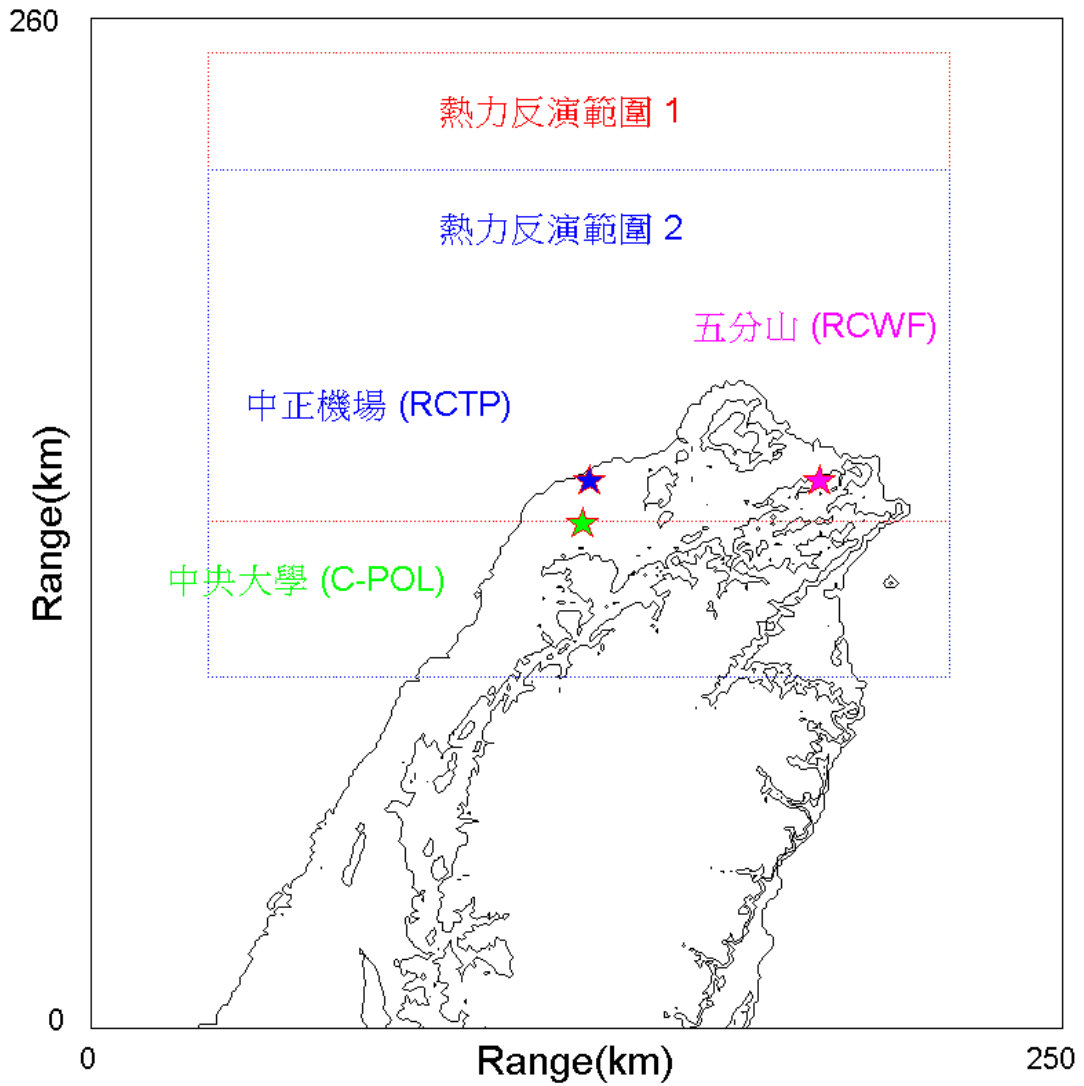 260
熱力反演範圍 1
熱力反演範圍 2
五分山 (RCWF)
中正機場 (RCTP)
中央大學 (C-POL)
Range(km)
0
0
Range(km)
250